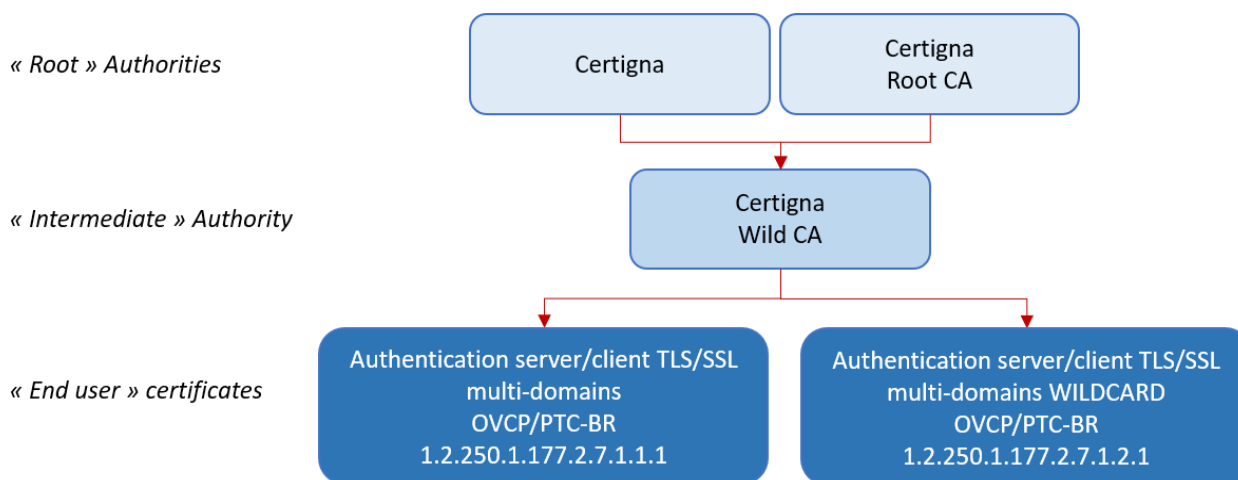 « Root » Authorities
Certigna
Certigna
Root CA
« Intermediate » Authority
Certigna
Wild CA
« End user » certificates
Authentication server/client TLS/SSL
multi-domains
OVCP/PTC-BR
1.2.250.1.177.2.7.1.1.1
Authentication server/client TLS/SSL
multi-domains WILDCARD
OVCP/PTC-BR
1.2.250.1.177.2.7.1.2.1